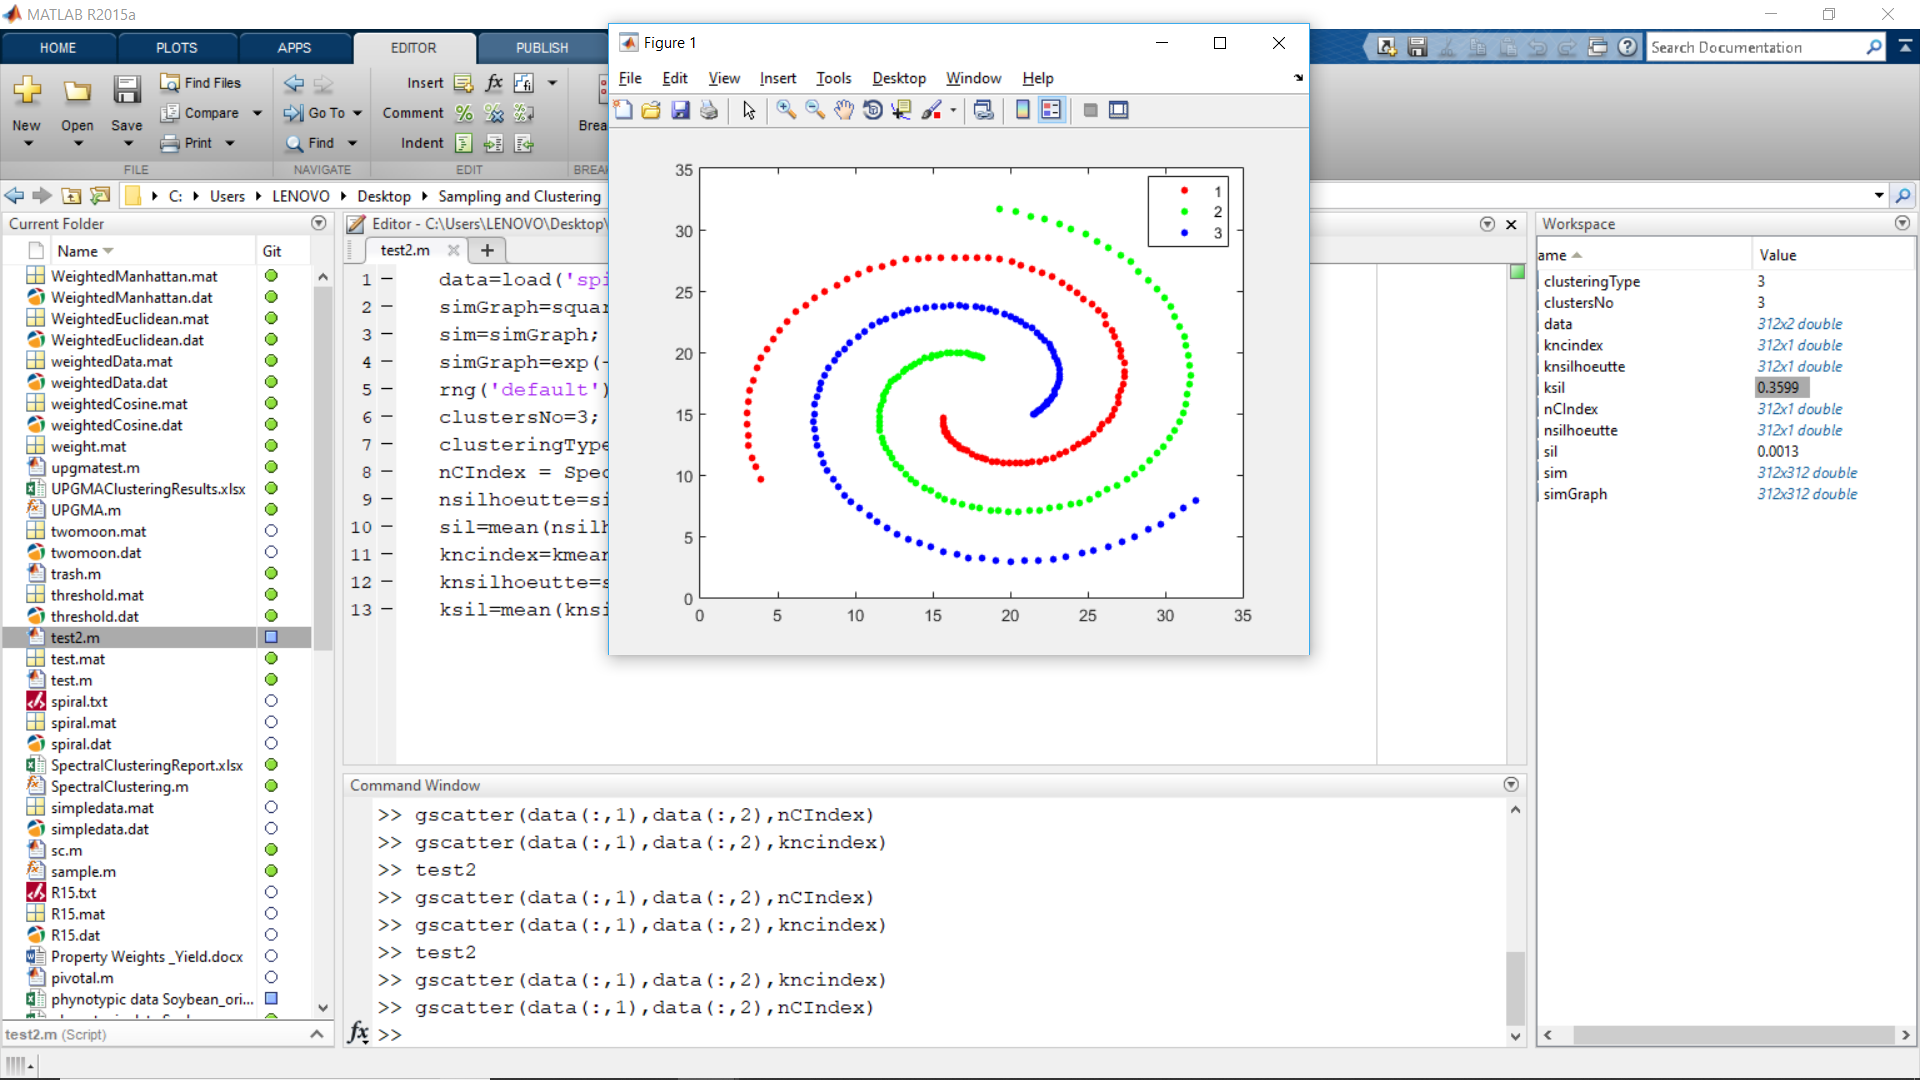 MATLAB R2015a
HOME PLOTS APPS EDITOR PUBLISH
Search Documentation
New Open Save
Find Files
Compare
Print
FILE
Go To
Find
NAVIGATE
Insert
Comment
Indent
EDIT
C: Users LENOVO Desktop Sampling and Clustering
Current Folder
Name Git
WeightedManhattan.mat
WeightedManhattan.dat
WeightedEuclidean.mat
WeightedEuclidean.dat
weightedData.mat
weightedData.dat
weightedCosine.mat
weightedCosine.dat
weight.mat
upgmatest.m
UPGMAClusteringResults.xlsx
UPGMA.m
twomoon.mat
twomoon.dat
trash.m
threshold.mat
threshold.dat
test2.m
test.mat
test.m
spiral.txt
spiral.mat
spiral.dat
SpectralClusteringReport.xlsx
SpectralClustering.m
simpledata.mat
simpledata.dat
sc.m
sample.m
R15.txt
R15.mat
R15.dat
Property Weights _Yield.docx
pivotal.m
phynotypic data Soybean_ori...
test2.m (Script)
Editor - C:\Users\LENOVO\Desktop\
test2.m
1 data=load('spi
2 simGraph=squar
3 sim=simGraph;
4 simGraph=exp(-
5 rng('default')
6 clustersNo=3;
7 clusteringType
8 nCIndex = Spec
9 nsilhoeutte=si
10 sil=mean(nsilh
11 kncindex=kmean
12 knsilhoeutte=s
13 ksil=mean(knsi
Figure 1
File Edit View Insert Tools Desktop Window Help
35
30
25
20
15
10
5
0
0 5 10 15 20 25 30 35
1
2
3
Command Window
>> gscatter(data(:,1),data(:,2),nCIndex)
>> gscatter(data(:,1),data(:,2),kncindex)
>> test2
>> gscatter(data(:,1),data(:,2),nCIndex)
>> gscatter(data(:,1),data(:,2),kncindex)
>> test2
>> gscatter(data(:,1),data(:,2),kncindex)
>> gscatter(data(:,1),data(:,2),nCIndex)
fx >>
Workspace
ame Value
clusteringType 3
clustersNo 3
data 312x2 double
kncindex 312x1 double
knsilhoeutte 312x1 double
ksil 0.3599
nCIndex 312x1 double
nsilhoeutte 312x1 double
sil 0.0013
sim 312x312 double
simGraph 312x312 double